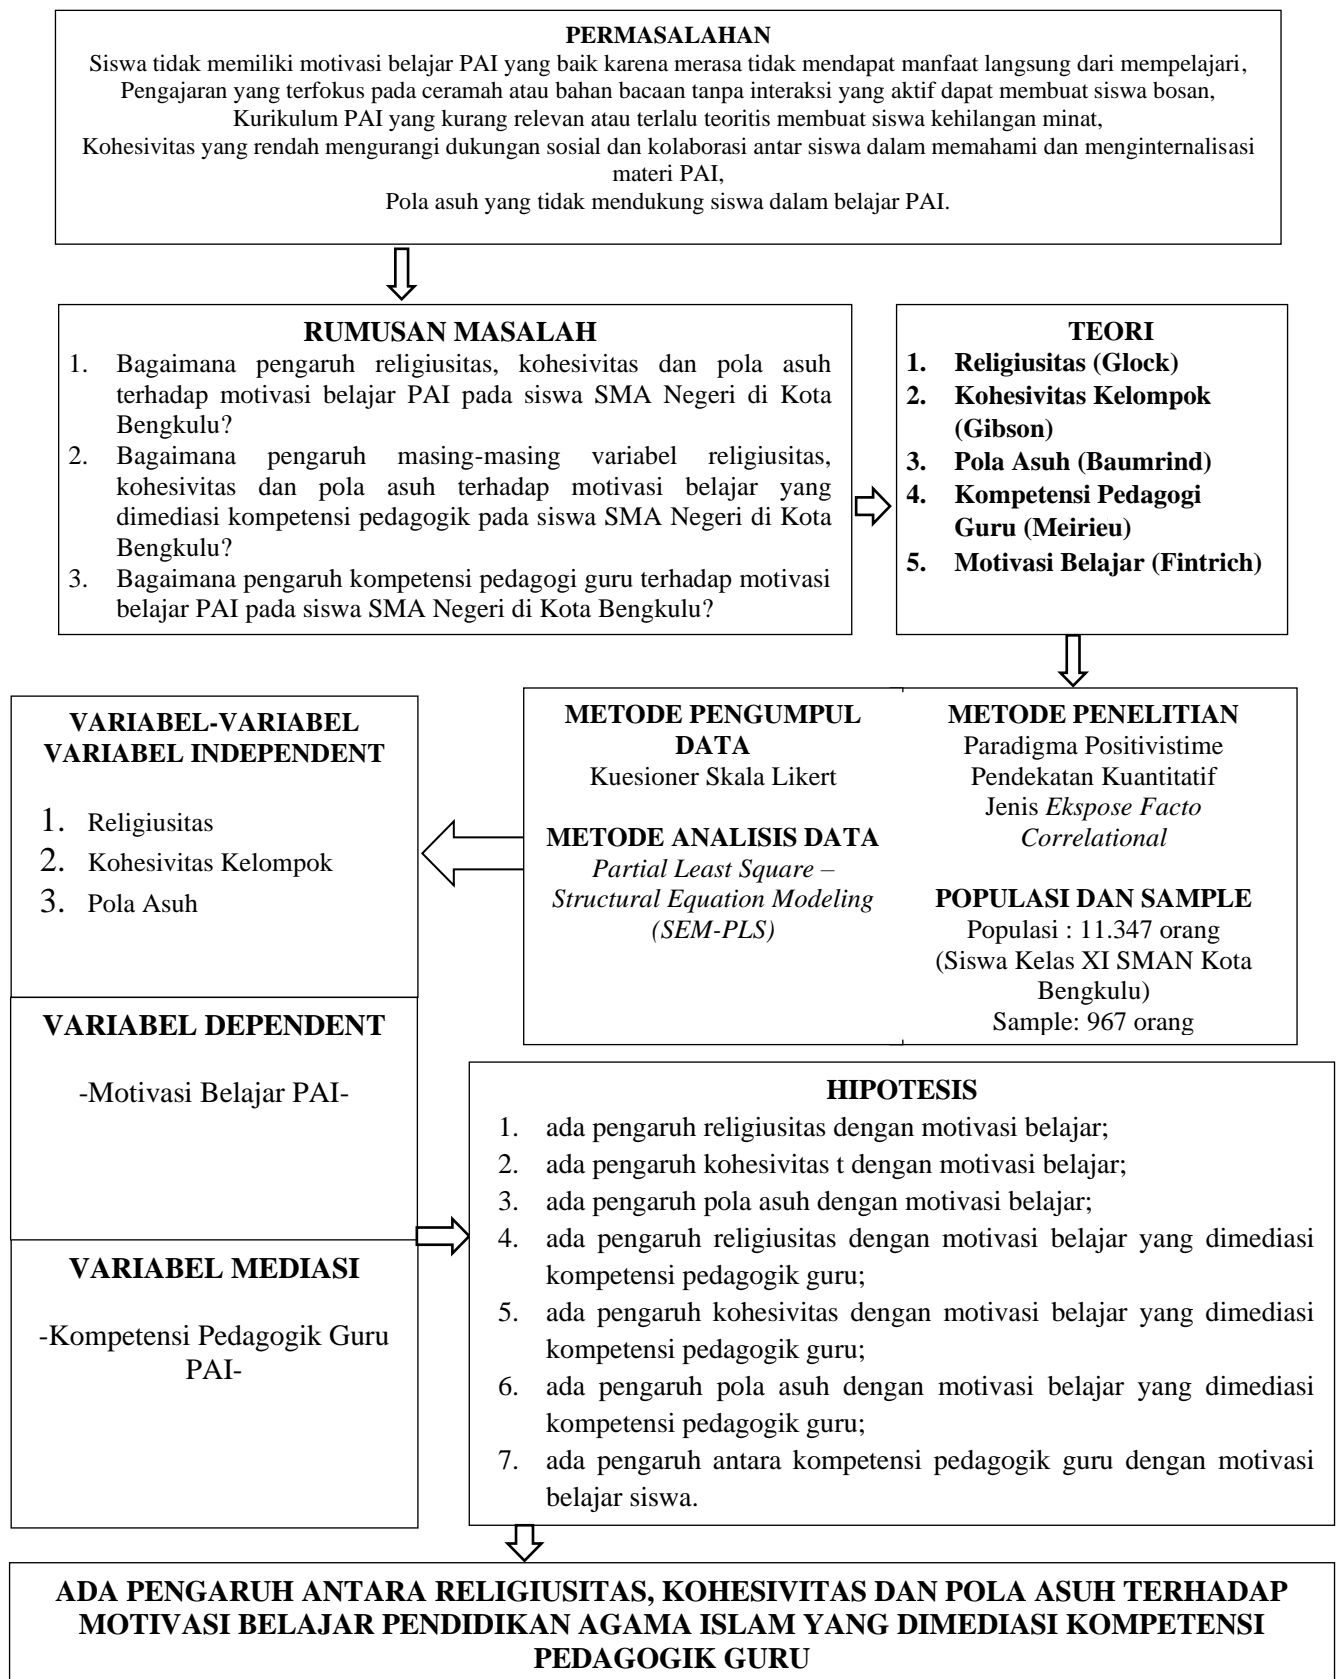 PERMASALAHAN
Siswa tidak memiliki motivasi belajar PAI yang baik karena merasa tidak mendapat manfaat langsung dari mempelajari,
Pengajaran yang terfokus pada ceramah atau bahan bacaan tanpa interaksi yang aktif dapat membuat siswa bosan,
Kurikulum PAI yang kurang relevan atau terlalu teoritis membuat siswa kehilangan minat,
Kohesivitas yang rendah mengurangi dukungan sosial dan kolaborasi antar siswa dalam memahami dan menginternalisasi
materi PAI,
Pola asuh yang tidak mendukung siswa dalam belajar PAI.
RUMUSAN MASALAH
1. Bagaimana pengaruh religiusitas, kohesivitas dan pola asuh
terhadap motivasi belajar PAI pada siswa SMA Negeri di Kota
Bengkulu?
2. Bagaimana pengaruh masing-masing variabel religiusitas,
kohesivitas dan pola asuh terhadap motivasi belajar yang
dimediasi kompetensi pedagogik pada siswa SMA Negeri di Kota
Bengkulu?
3. Bagaimana pengaruh kompetensi pedagogi guru terhadap motivasi
belajar PAI pada siswa SMA Negeri di Kota Bengkulu?
TEORI
1. Religiusitas (Glock)
2. Kohesivitas Kelompok
(Gibson)
3. Pola Asuh (Baumrind)
4. Kompetensi Pedagogi
Guru (Meirieu)
5. Motivasi Belajar (Fintrich)
METODE PENELITIAN
Paradigma Positivistime
Pendekatan Kuantitatif
Jenis Ekspose Facto
Correlational
POPULASI DAN SAMPLE
Populasi : 11.347 orang
(Siswa Kelas XI SMAN Kota
Bengkulu)
Sample: 967 orang
METODE PENGUMPUL
DATA
Kuesioner Skala Likert
METODE ANALISIS DATA
Partial Least Square –
Structural Equation Modeling
(SEM-PLS)
VARIABEL-VARIABEL
VARIABEL INDEPENDENT
1. Religiusitas
2. Kohesivitas Kelompok
3. Pola Asuh
VARIABEL DEPENDENT
-Motivasi Belajar PAI-
VARIABEL MEDIASI
-Kompetensi Pedagogik Guru
PAI-
HIPOTESIS
1. ada pengaruh religiusitas dengan motivasi belajar;
2. ada pengaruh kohesivitas t dengan motivasi belajar;
3. ada pengaruh pola asuh dengan motivasi belajar;
4. ada pengaruh religiusitas dengan motivasi belajar yang dimediasi
kompetensi pedagogik guru;
5. ada pengaruh kohesivitas dengan motivasi belajar yang dimediasi
kompetensi pedagogik guru;
6. ada pengaruh pola asuh dengan motivasi belajar yang dimediasi
kompetensi pedagogik guru;
7. ada pengaruh antara kompetensi pedagogik guru dengan motivasi
belajar siswa.
ADA PENGARUH ANTARA RELIGIUSITAS, KOHESIVITAS DAN POLA ASUH TERHADAP
MOTIVASI BELAJAR PENDIDIKAN AGAMA ISLAM YANG DIMEDIASI KOMPETENSI
PEDAGOGIK GURU